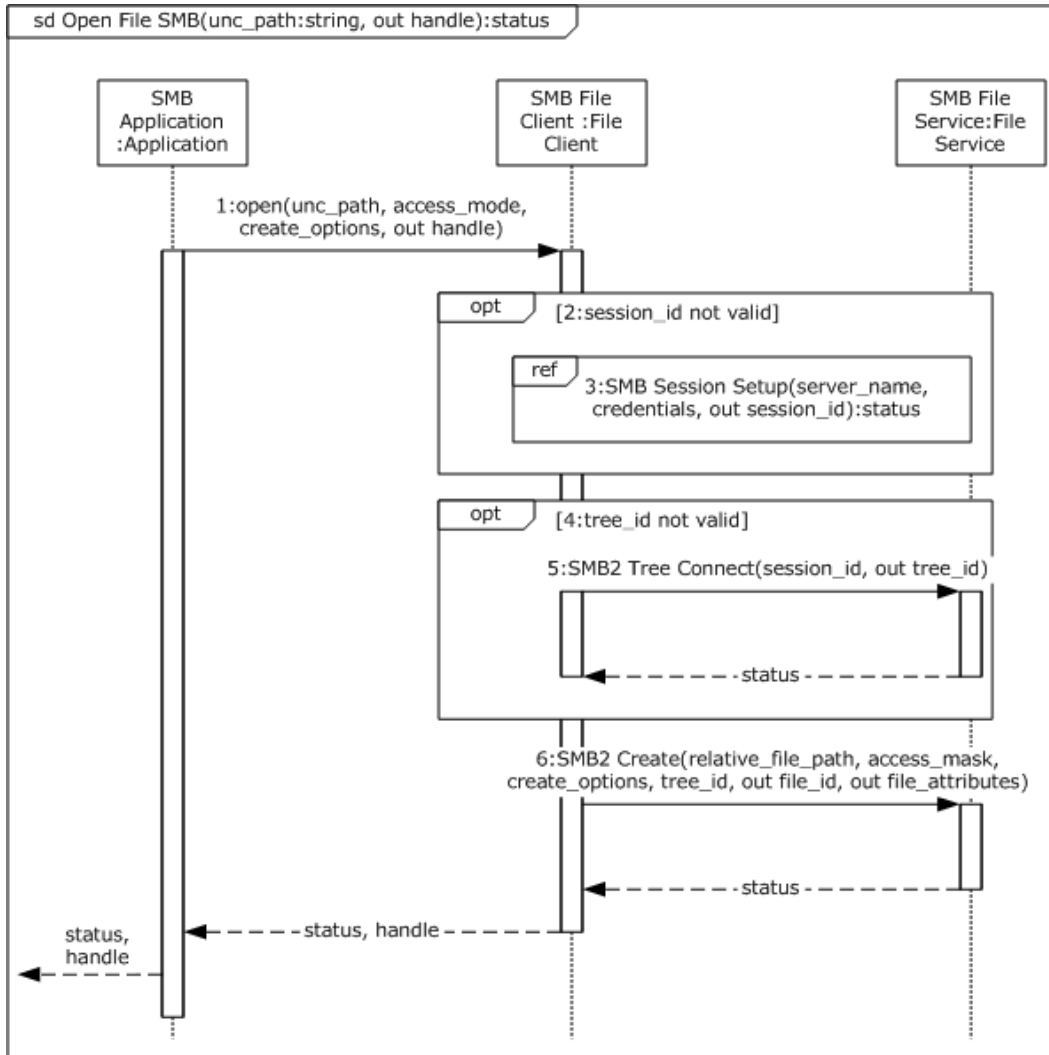 sd Open File SMB(unc_path:string, out handle):status
SMB
Application
:Application
SMB File
Client :File
Client
SMB File
Service:File
Service
1:open(unc_path, access_mode,
create_options, out handle)
opt
[2:session_id not valid]
ref
3:SMB Session Setup(server_name,
credentials, out session_id):status
opt
[4:tree_id not valid]
5:SMB2 Tree Connect(session_id, out tree_id)
status
6:SMB2 Create(relative_file_path, access_mask,
create_options, tree_id, out file_id, out file_attributes)
status
status, handle
status,
handle